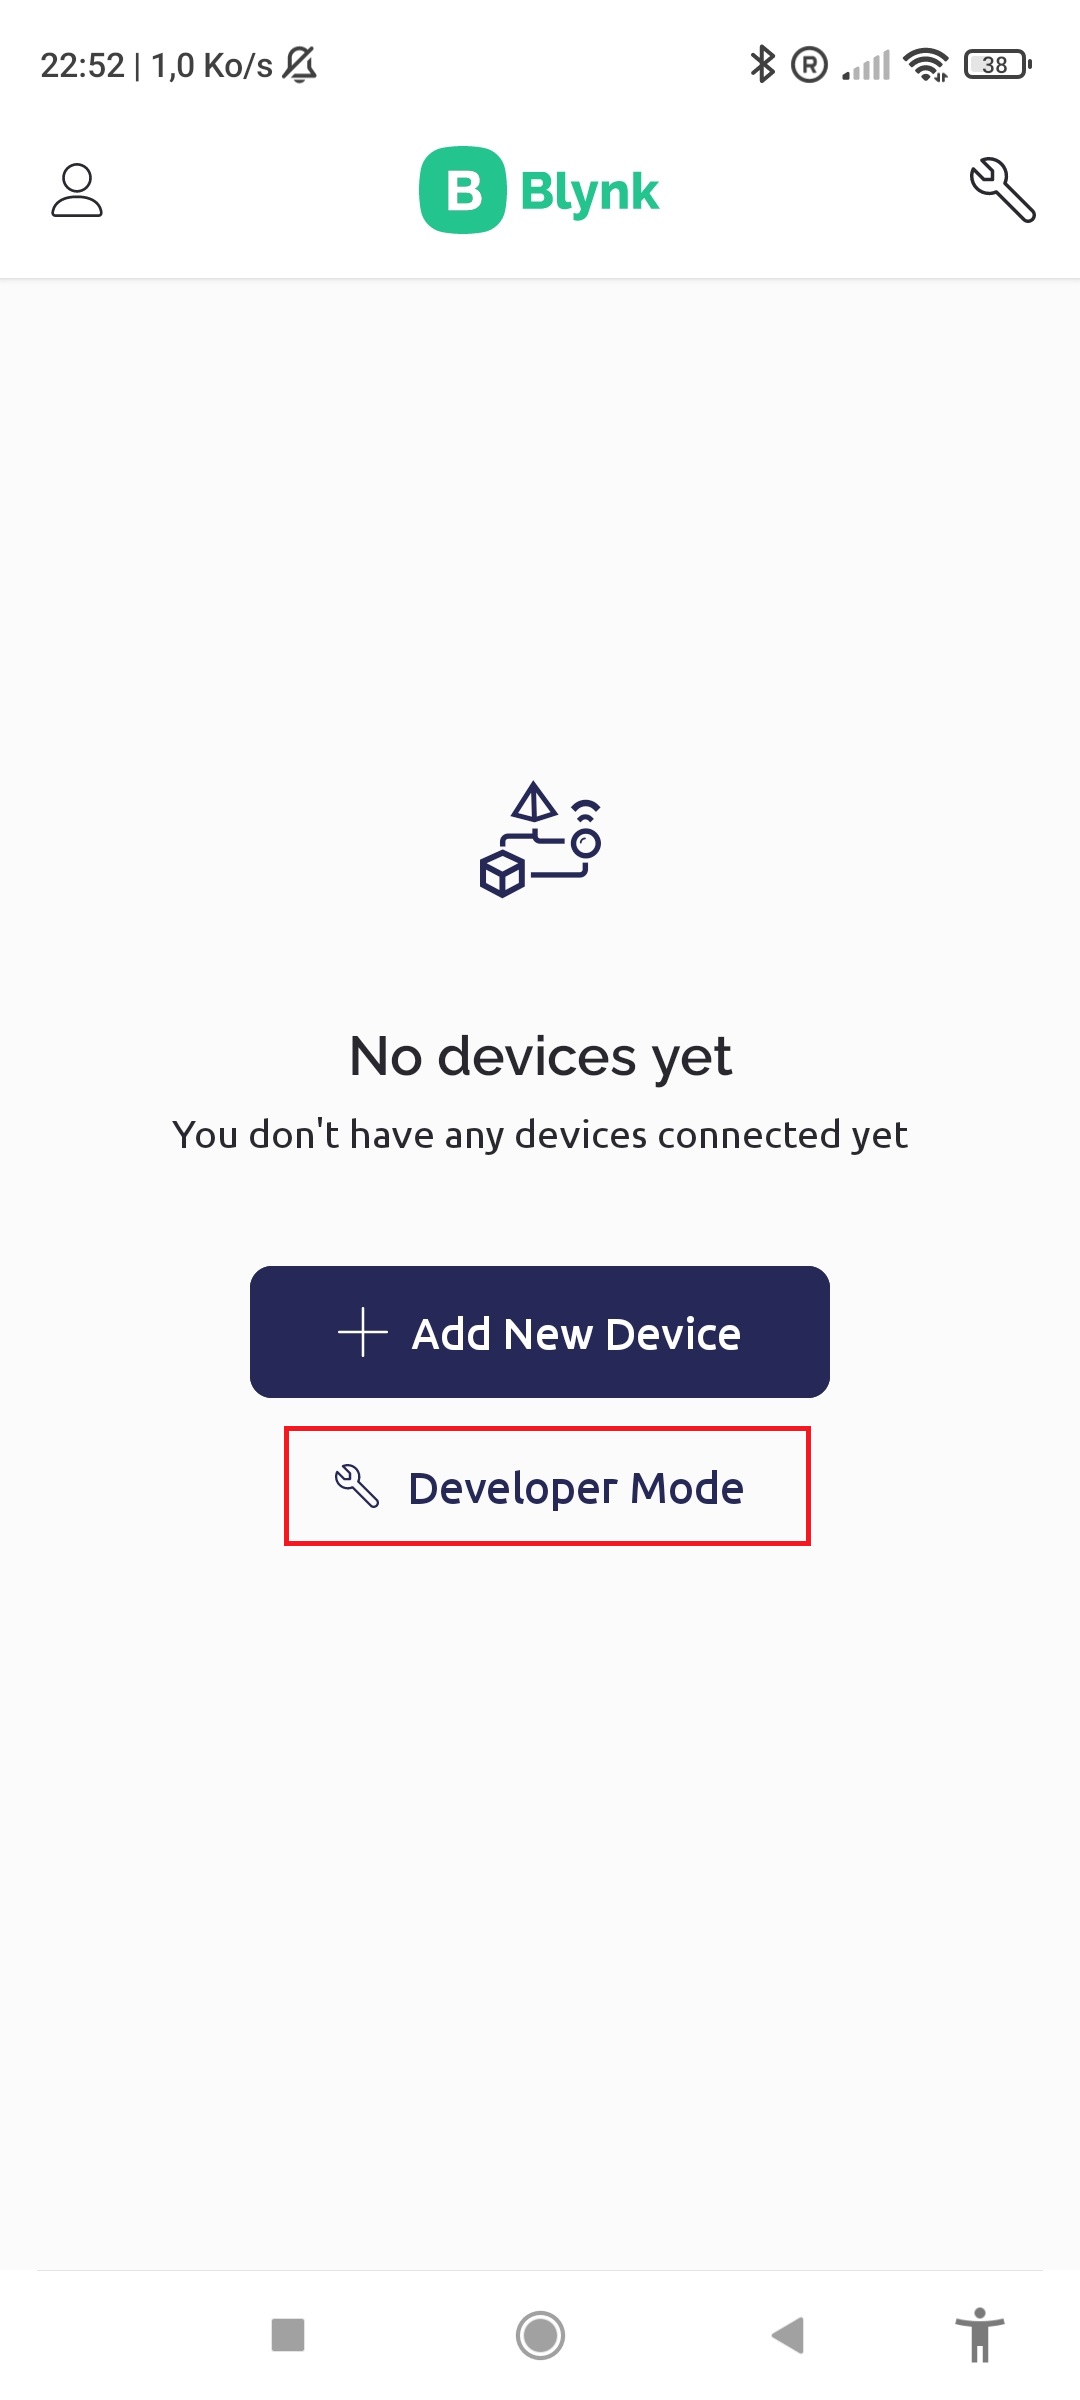 22:52 | 1,0 Ko/s
R
38
B Blynk
No devices yet
You don't have any devices connected yet
Add New Device
Developer Mode